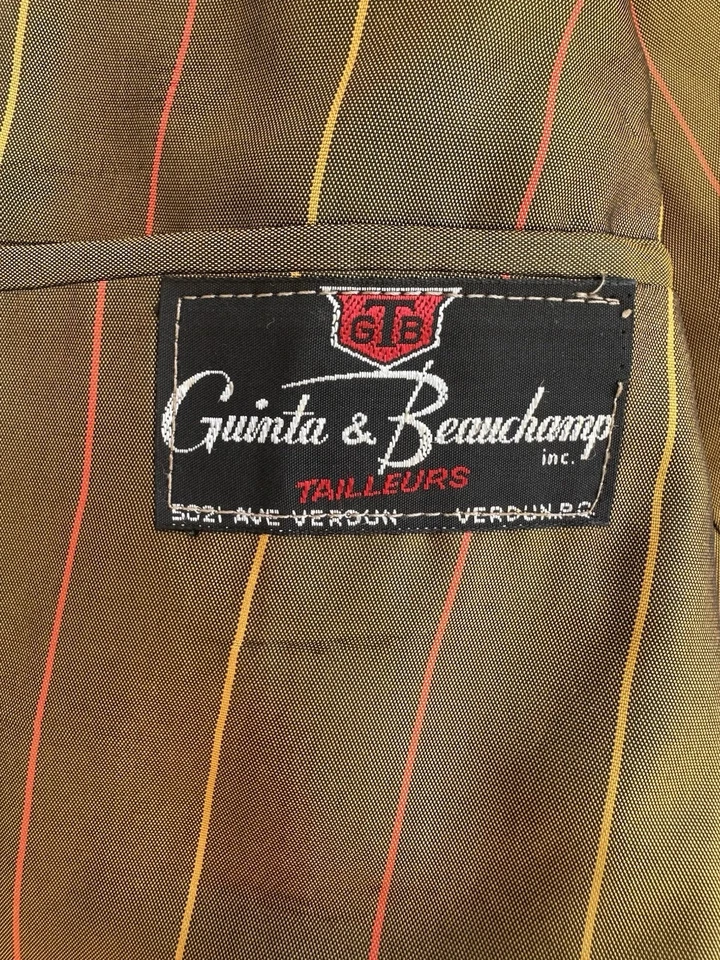 GTB
Guinta & Beauchamp
inc.
TAILLEURS
5021 AVE VERDUN VERDUN.P.Q.